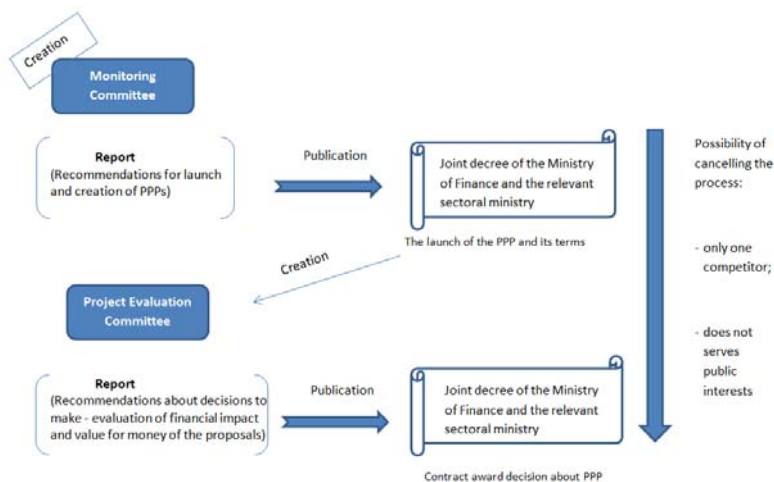 Creation
Monitoring
Committee
Report
(Recommendations for launch
and creation of PPPs)
Publication
Joint decree of the Ministry
of Finance and the relevant
sectoral ministry
The launch of the PPP and its terms
Creation
Project Evaluation
Committee
Report
(Recommendations about decisions to
make - evaluation of financial impact
and value for money of the proposals)
Publication
Joint decree of the Ministry
of Finance and the relevant
sectoral ministry
Contract award decision about PPP
Possibility of
cancelling the
process:
- only one
competitor;
- does not
serves
public
interests